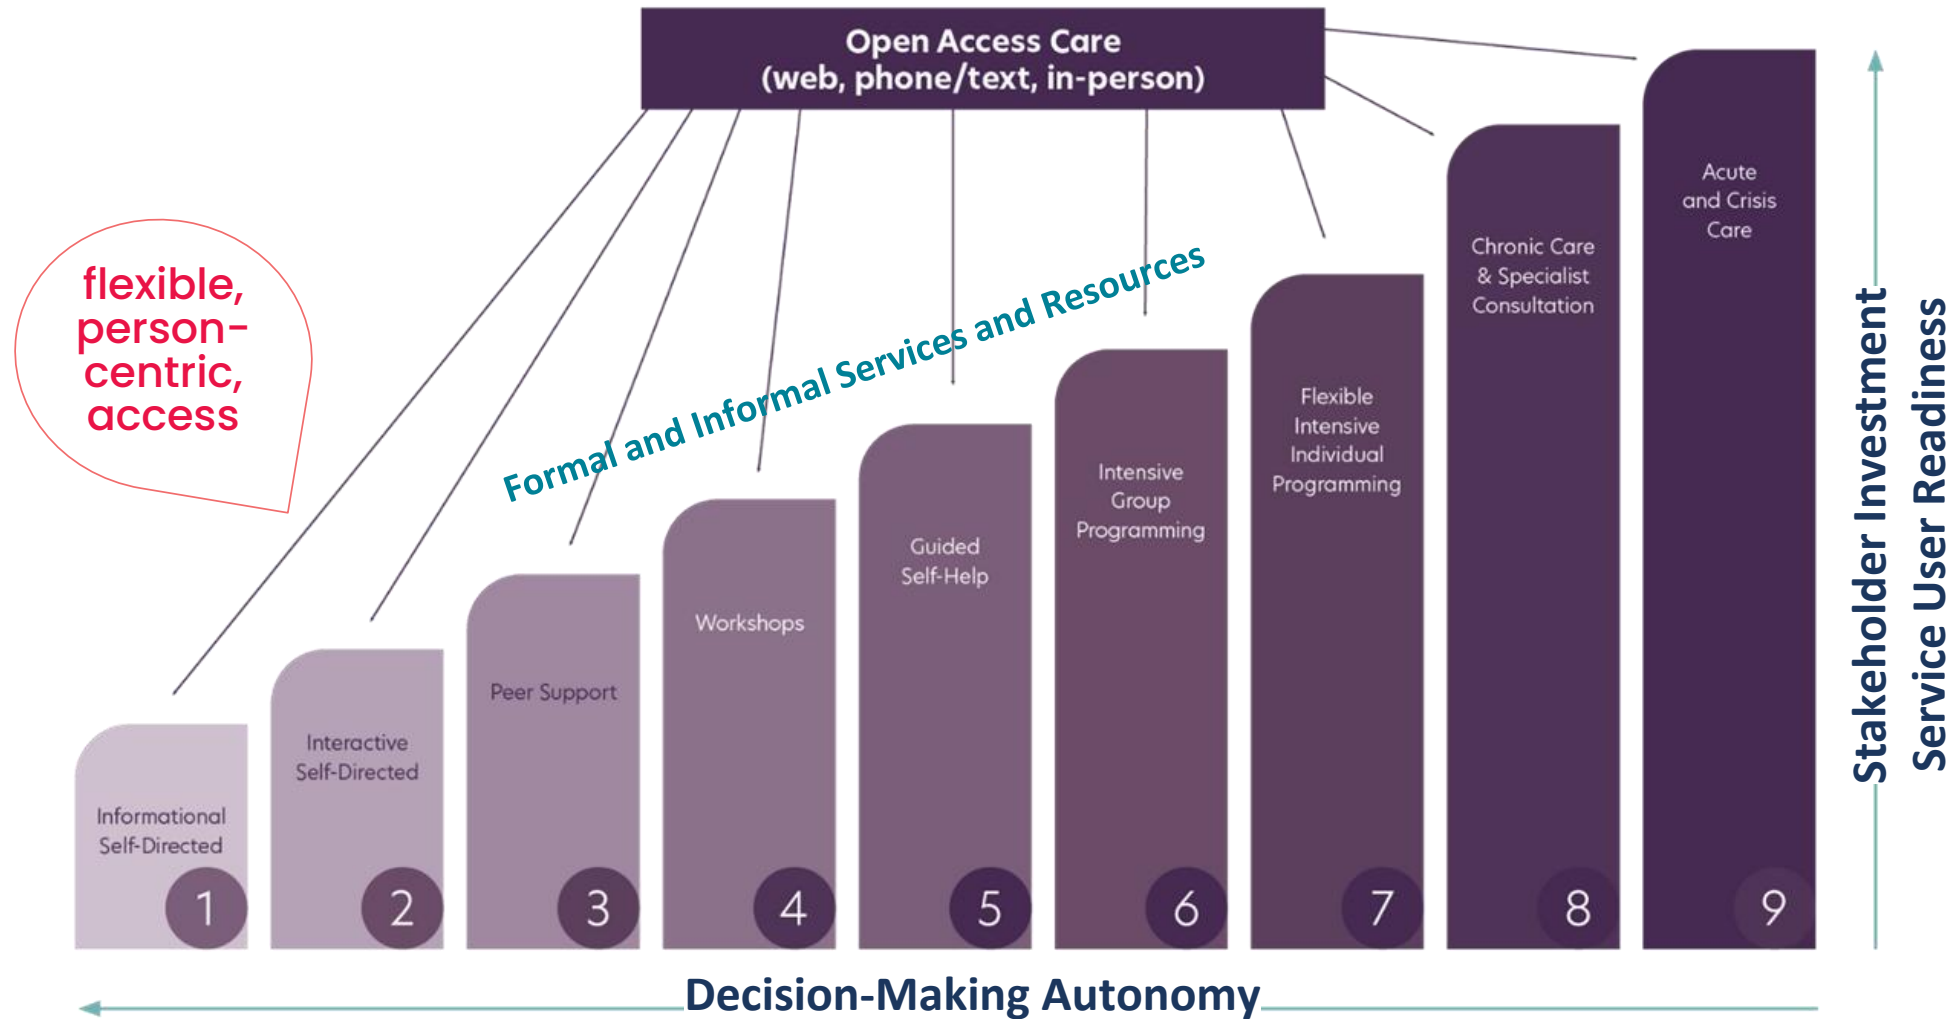 Open Access Care
(web, phone/text, in-person)
flexible,
person-
centric,
access
Formal and Informal Services and Resources
Informational
Self-Directed
1
Interactive
Self-Directed
2
Peer Support
3
Workshops
4
Guided
Self-Help
5
Intensive
Group
Programming
6
Flexible
Intensive
Individual
Programming
7
Chronic Care
& Specialist
Consultation
8
Acute
and Crisis
Care
9
Stakeholder Investment
Service User Readiness
Decision-Making Autonomy